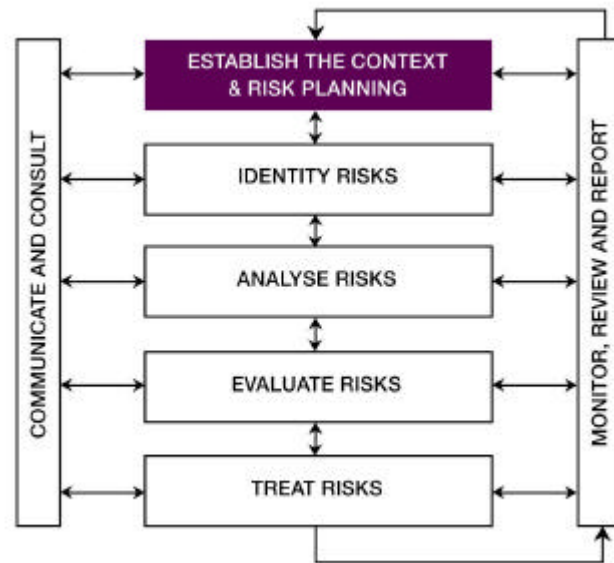 ESTABLISH THE CONTEXT
& RISK PLANNING
IDENTITY RISKS
ANALYSE RISKS
EVALUATE RISKS
TREAT RISKS
COMMUNICATE AND CONSULT
MONITOR, REVIEW AND REPORT